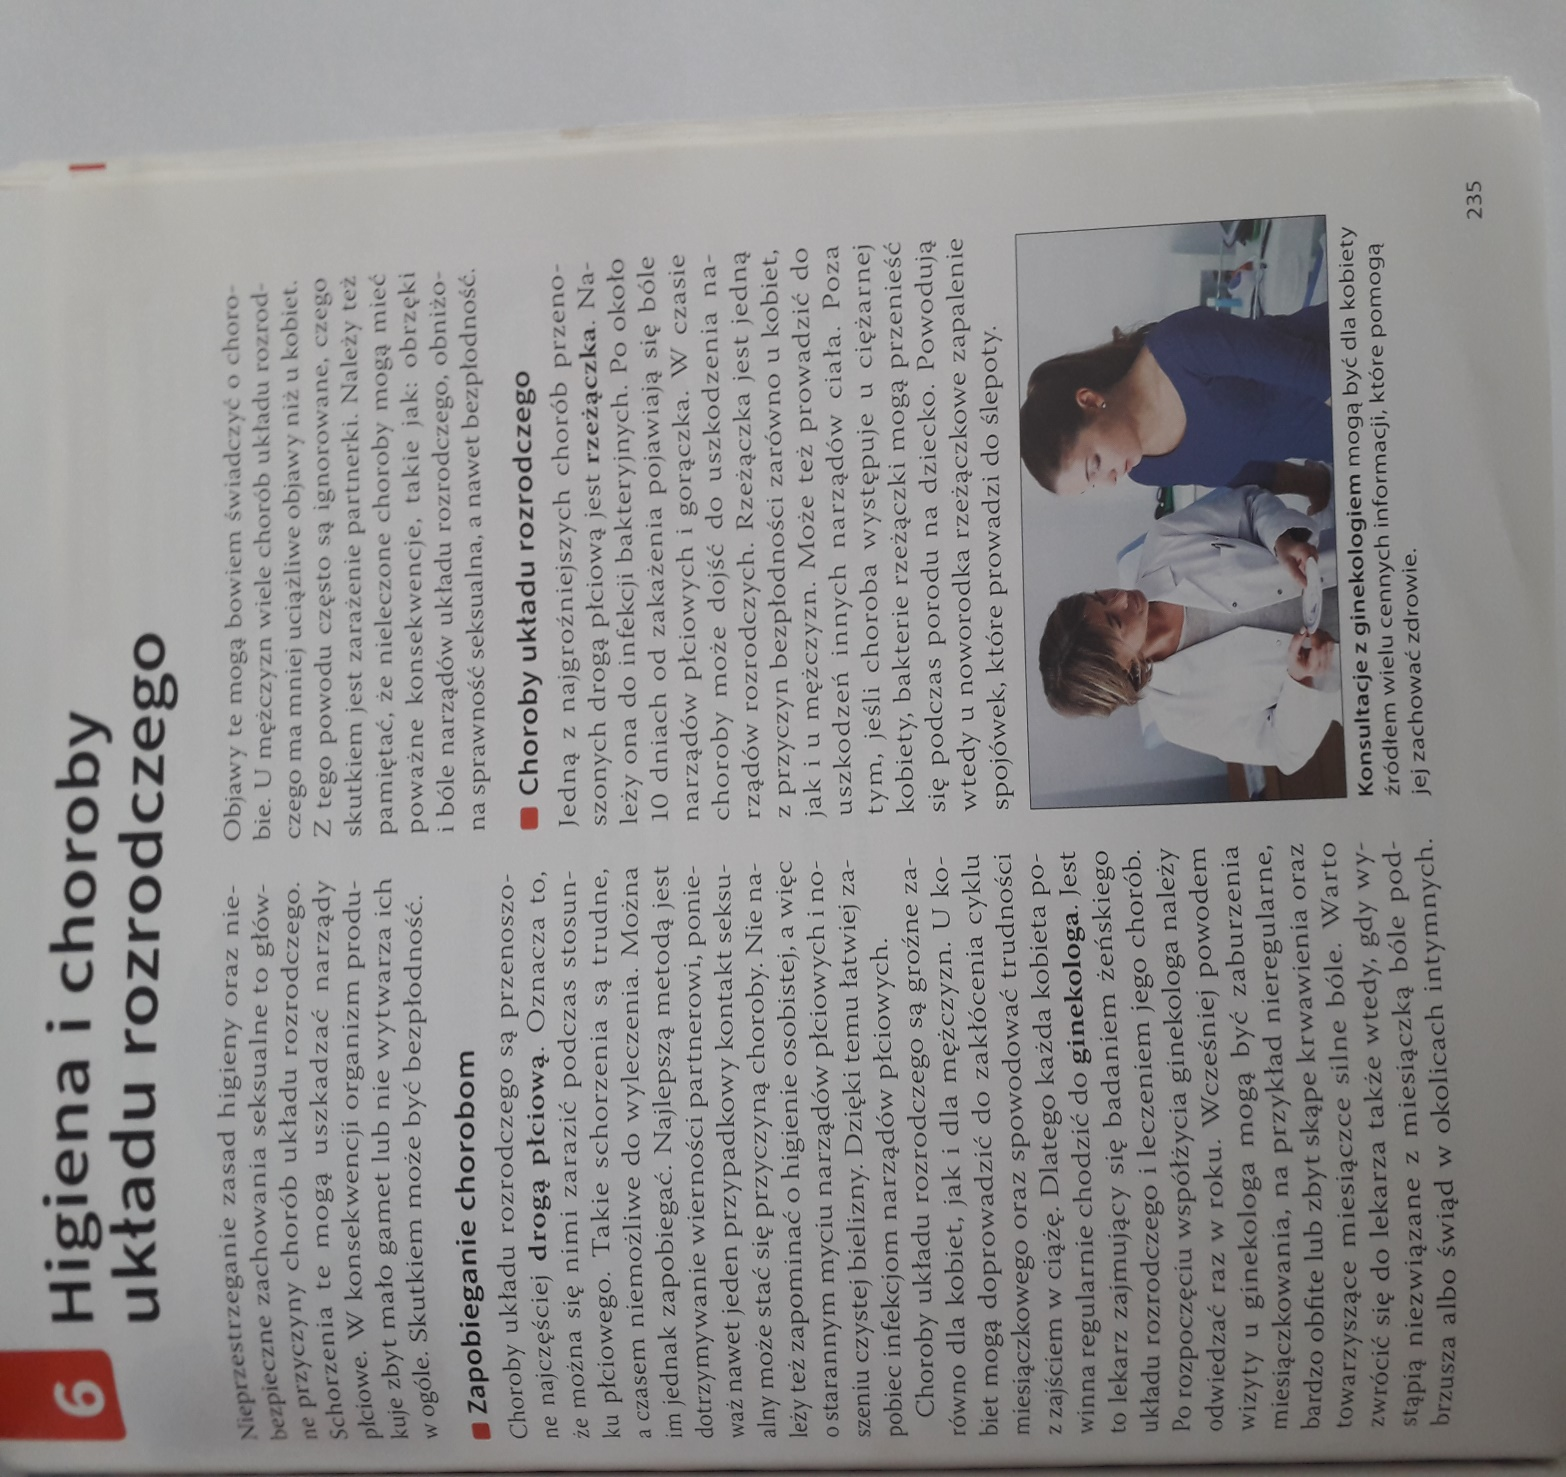 6
Higiena i choroby
układu rozrodczego
Nieprzestrzeganie zasad higieny oraz nie-
bezpieczne zachowania seksualne to głów-
ne przyczyny chorób układu rozrodczego.
Schorzenia te mogą uszkadzać narządy
płciowe. W konsekwencji organizm produ-
kuje zbyt mało gamet lub nie wytwarza ich
w ogóle. Skutkiem może być bezpłodność.
Zapobieganie chorobom
Choroby układu rozrodczego są przenoszo-
ne najczęściej drogą płciową. Oznacza to,
że można się nimi zarazić podczas stosun-
ku płciowego. Takie schorzenia są trudne,
a czasem niemożliwe do wyleczenia. Można
im jednak zapobiegać. Najlepszą metodą jest
dotrzymywanie wierności partnerowi, ponie-
waż nawet jeden przypadkowy kontakt seksu-
alny może stać się przyczyną choroby. Nie na-
leży też zapominać o higienie osobistej, a więc
o starannym myciu narządów płciowych i no-
szeniu czystej bielizny. Dzięki temu łatwiej za-
pobiec infekcjom narządów płciowych.
Choroby układu rozrodczego są groźne za-
równo dla kobiet, jak i dla mężczyzn. U ko-
biet mogą doprowadzić do zakłócenia cyklu
miesiączkowego oraz spowodować trudności
z zajściem w ciążę. Dlatego każda kobieta po-
winna regularnie chodzić do ginekologa. Jest
to lekarz zajmujący się badaniem żeńskiego
układu rozrodczego i leczeniem jego chorób.
Po rozpoczęciu współżycia ginekologa należy
odwiedzać raz w roku. Wcześniej powodem
wizyty u ginekologa mogą być zaburzenia
miesiączkowania, na przykład nieregularne,
bardzo obfite lub zbyt skąpe krwawienia oraz
towarzyszące miesiączce silne bóle. Warto
zwrócić się do lekarza także wtedy, gdy wy-
stąpią niezwiązane z miesiączką bóle pod-
brzusza albo świąd w okolicach intymnych.
Objawy te mogą bowiem świadczyć o choro-
bie. U mężczyzn wiele chorób układu rozrod-
czego ma mniej uciążliwe objawy niż u kobiet.
Z tego powodu często są ignorowane, czego
skutkiem jest zarażenie partnerki. Należy też
pamiętać, że nieleczone choroby mogą mieć
poważne konsekwencje, takie jak: obrzęki
i bóle narządów układu rozrodczego, obniżo-
na sprawność seksualna, a nawet bezpłodność.
Choroby układu rozrodczego
Jedną z najgroźniejszych chorób przeno-
szonych drogą płciową jest rzeżączka. Na-
leży ona do infekcji bakteryjnych. Po około
10 dniach od zakażenia pojawiają się bóle
narządów płciowych i gorączka. W czasie
choroby może dojść do uszkodzenia na-
rządów rozrodczych. Rzeżączka jest jedną
z przyczyn bezpłodności zarówno u kobiet,
jak i u mężczyzn. Może też prowadzić do
uszkodzeń innych narządów ciała. Poza
tym, jeśli choroba występuje u ciężarnej
kobiety, bakterie rzeżączki mogą przenieść
się podczas porodu na dziecko. Powodują
wtedy u noworodka rzeżączkowe zapalenie
spojówek, które prowadzi do ślepoty.
Konsultacje z ginekologiem mogą być dla kobiety
źródłem wielu cennych informacji, które pomogą
jej zachować zdrowie.
235